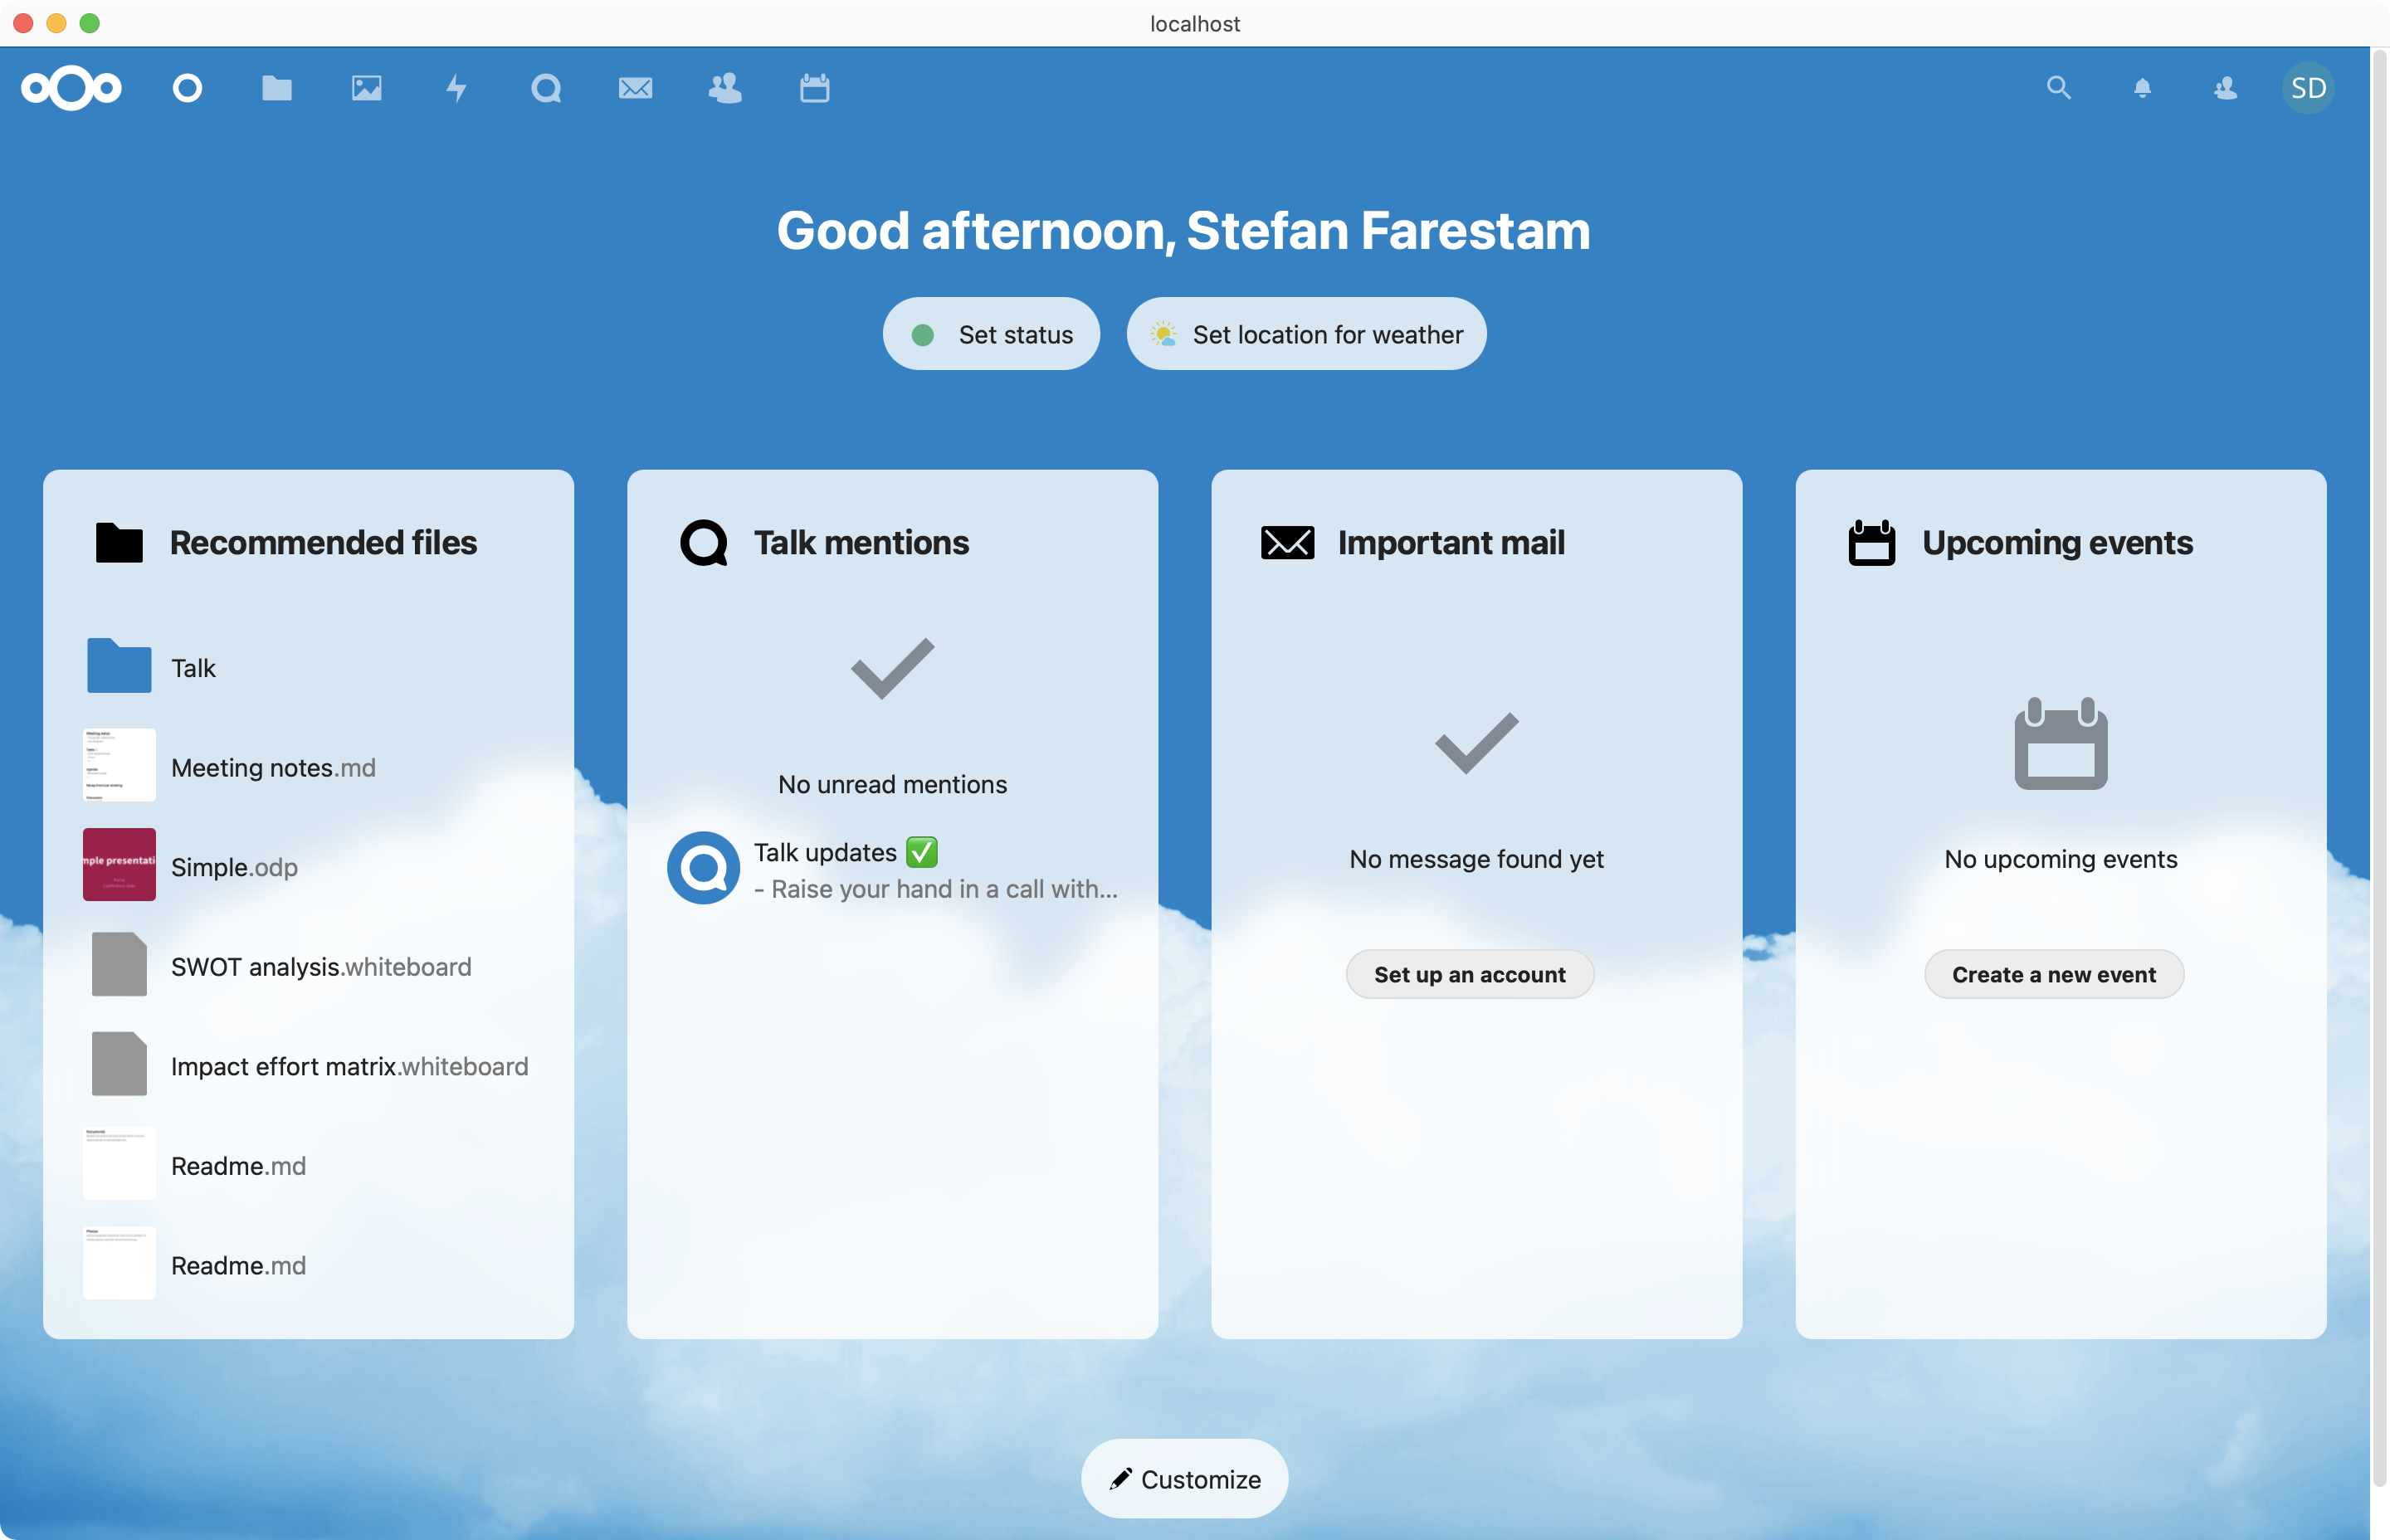 localhost
SD
Good afternoon, Stefan Farestam
Set status
Set location for weather
Recommended files
Talk
Meeting notes.md
mple presentati
Simple.odp
SWOT analysis.whiteboard
Impact effort matrix.whiteboard
Readme.md
Readme.md
Talk mentions
No unread mentions
Talk updates ✅
- Raise your hand in a call with...
Important mail
No message found yet
Set up an account
Upcoming events
No upcoming events
Create a new event
Customize